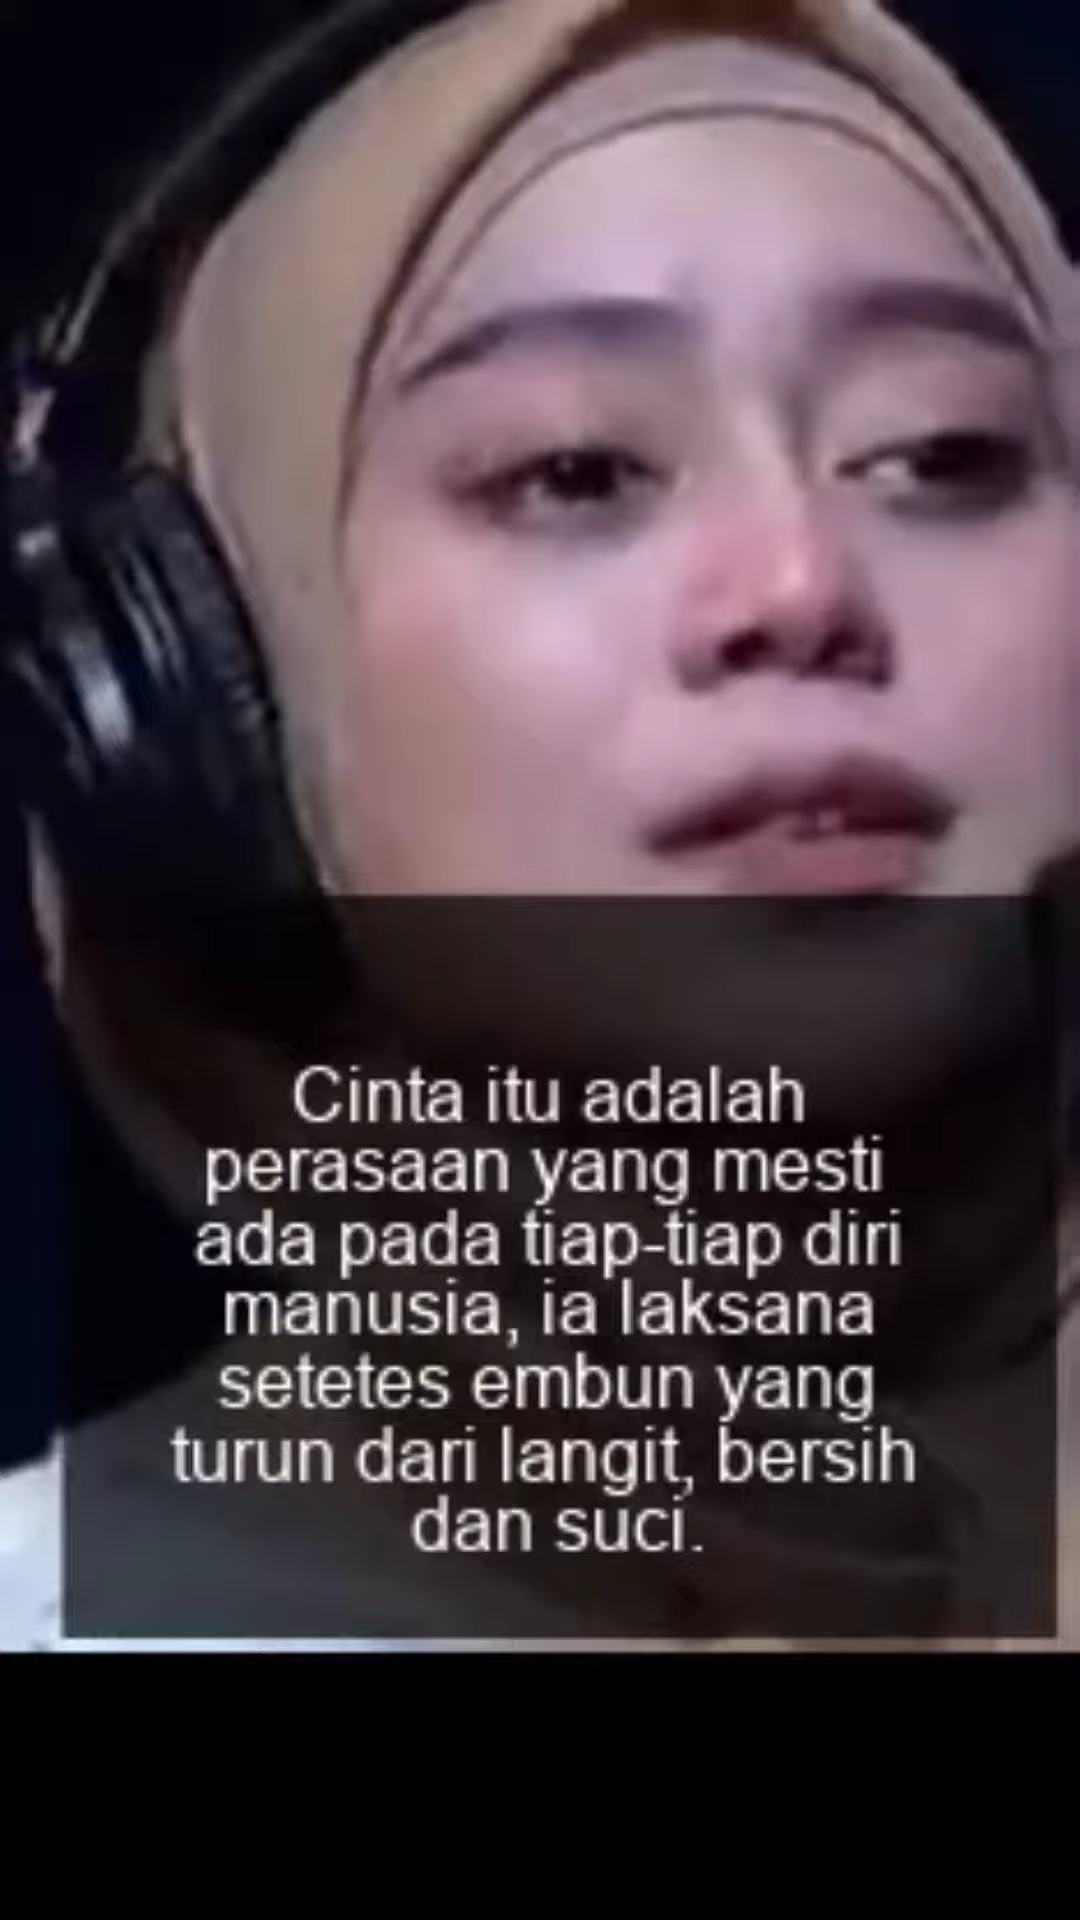 Cinta itu adalah
perasaan yang mesti
ada pada tiap-tiap diri
manusia, ia laksana
setetes embun yang
turun dari langit, bersih
dan suci.